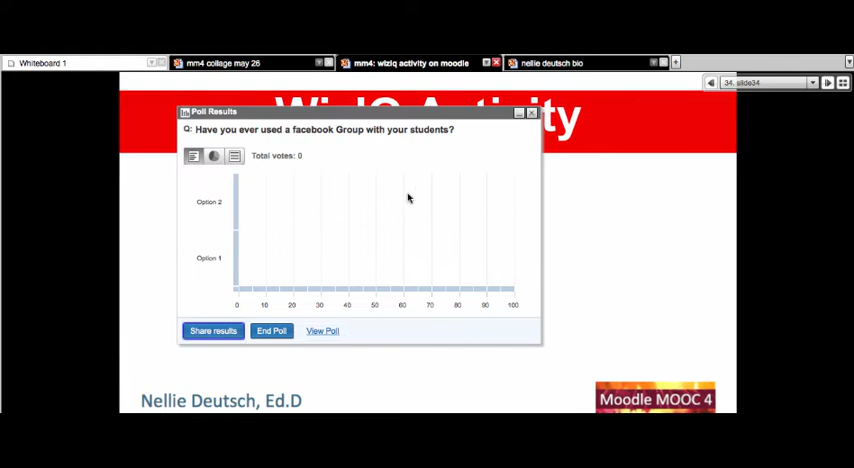 Whiteboard 1
mm4 collage may 26
mm4: wiziq activity on moodle
nellie deutsch bio
34. slide34
Poll Results
Q: Have you ever used a facebook Group with your students?
Total votes: 0
Option 2
Option 1
0 10 20 30 40 50 60 70 80 90 100
Share results End Poll View Poll
Nellie Deutsch, Ed.D
Moodle MOOC 4